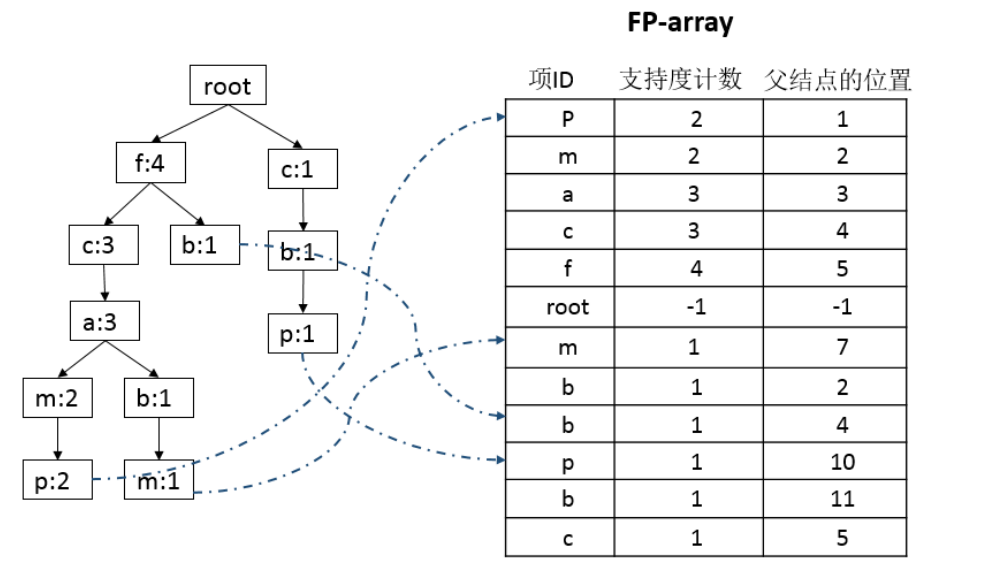 FP-array
项ID 支持度计数 父结点的位置
root
f:4
c:1
c:3
b:1
b:1
a:3
p:1
m:2
b:1
p:2
m:1
P 2 1
m 2 2
a 3 3
c 3 4
f 4 5
root -1 -1
m 1 7
b 1 2
b 1 4
p 1 10
b 1 11
c 1 5